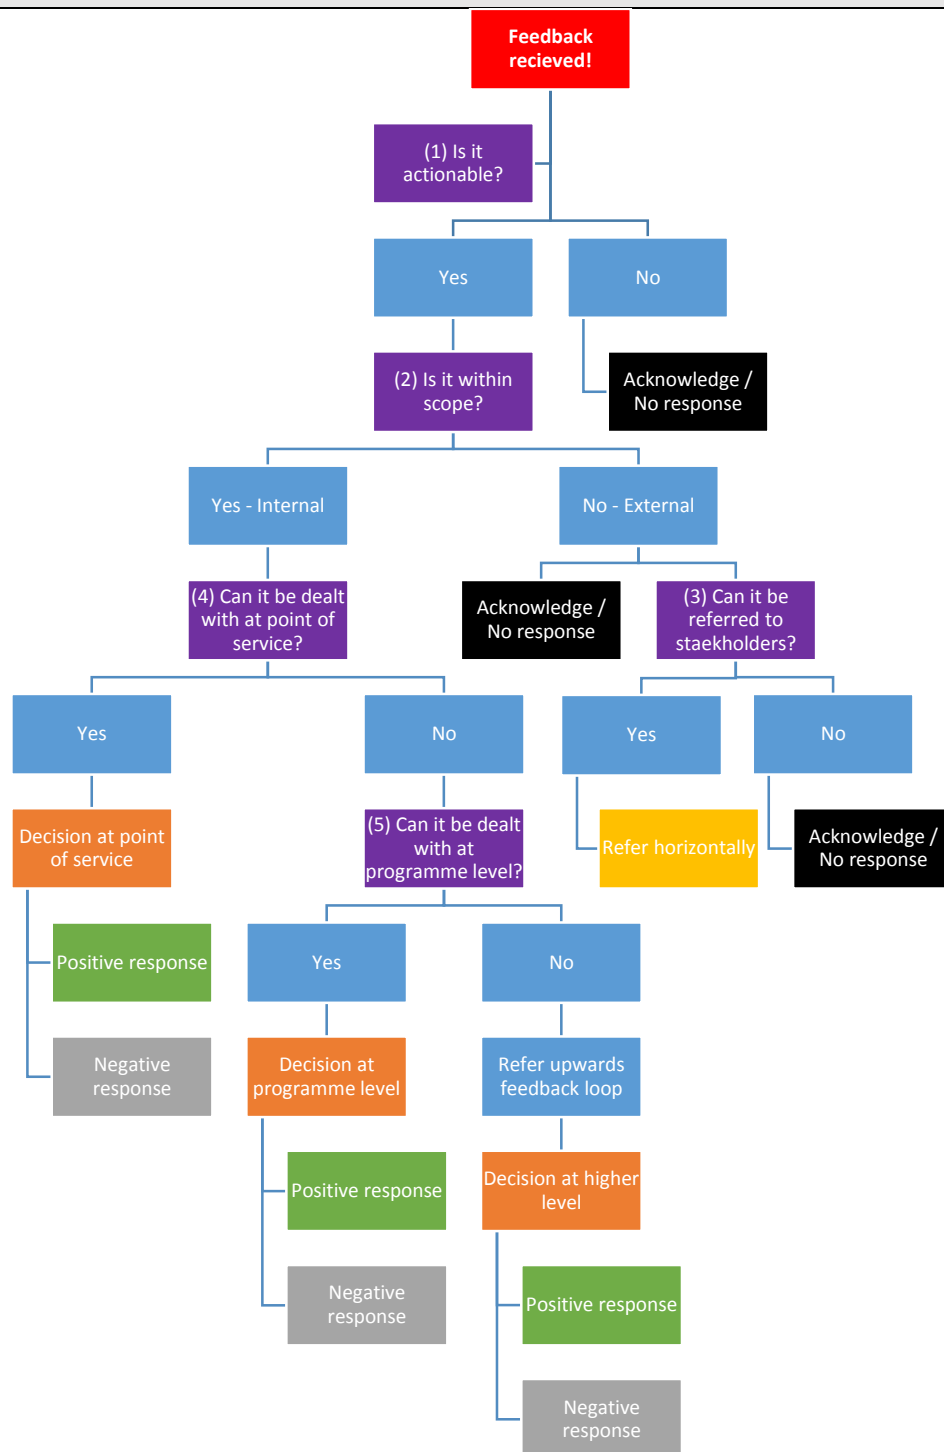 Feedback
recieved!
(1) Is it
actionable?
Yes
No
(2) Is it within
scope?
Acknowledge /
No response
Yes - Internal
No - External
(4) Can it be dealt
with at point of
service?
Acknowledge /
No response
(3) Can it be
referred to
staekholders?
Yes
No
Yes
No
Decision at point
of service
(5) Can it be dealt
with at
programme level?
Refer horizontally
Acknowledge /
No response
Positive response
Yes
No
Negative
response
Decision at
programme level
Refer upwards
feedback loop
Positive response
Decision at higher
level
Negative
response
Positive response
Negative
response